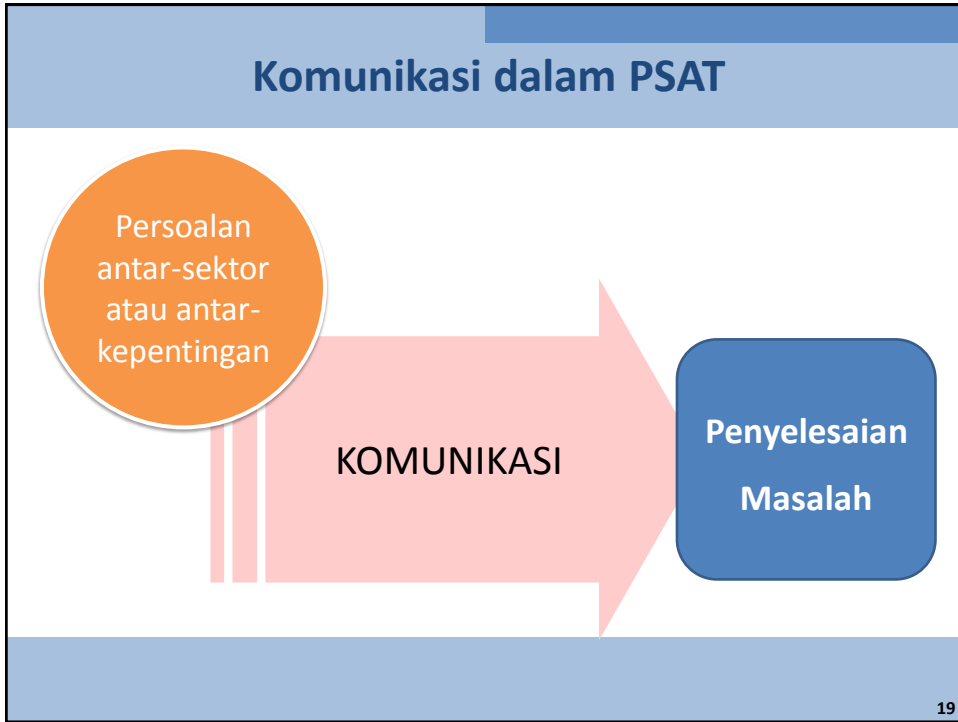 Komunikasi dalam PSAT
Persoalan
antar-sektor
atau antar-
kepentingan
KOMUNIKASI
Penyelesaian
Masalah
19